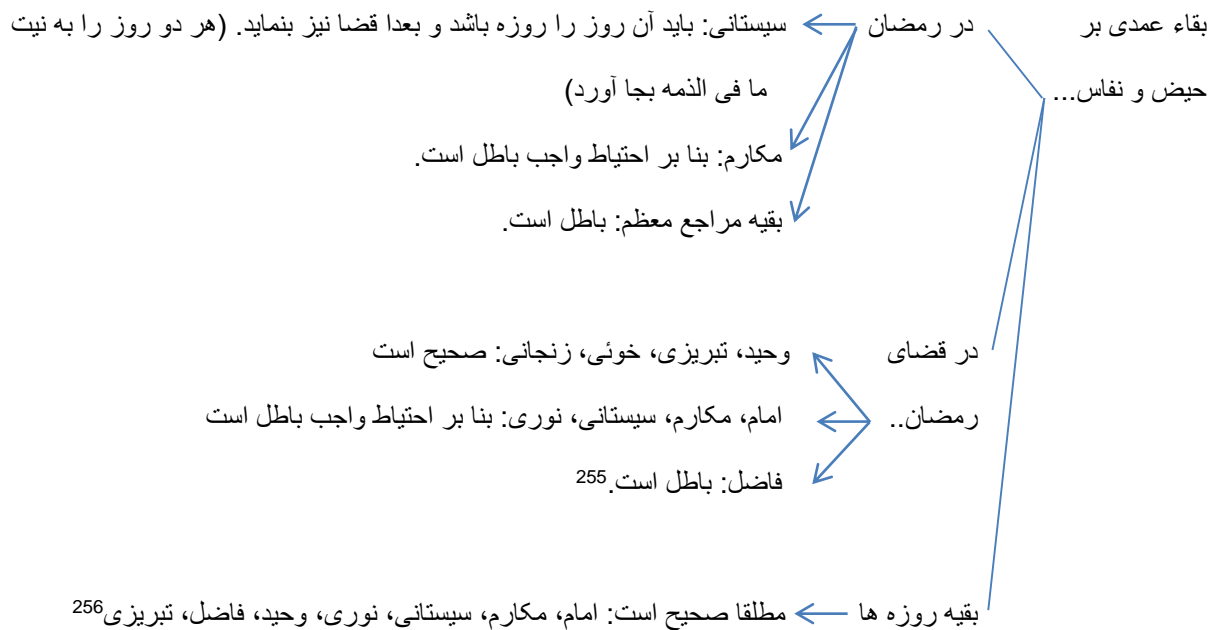 بقاء عمدی بر در رمضان سیستانی: باید آن روز را روزه باشد و بعدا قضا نیز بنماید. (هر دو روز را به نیت
حیض و نفاس... ما فی الذمه بجا آورد)
مکارم: بنا بر احتیاط واجب باطل است.
بقیه مراجع معظم: باطل است.
در قضای وحید، تبریزی، خوئی، زنجانی: صحیح است
رمضان.. امام، مکارم، سیستانی، نوری: بنا بر احتیاط واجب باطل است
فاضل: باطل است.255
بقیه روزه ها مطلقا صحیح است: امام، مکارم، سیستانی، نوری، وحید، فاضل، تبریزی256